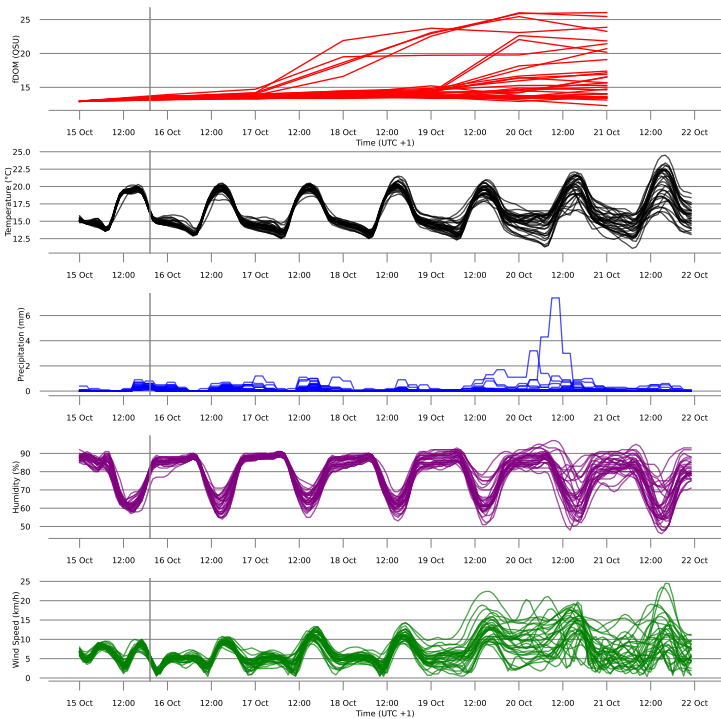 25
20
15
fDOM (QSU)
15 Oct 12:00 16 Oct 12:00 17 Oct 12:00 18 Oct 12:00 19 Oct 12:00 20 Oct 12:00 21 Oct 12:00 22 Oct
Time (UTC +1)
25.0
22.5
20.0
17.5
15.0
12.5
Temperature (°C)
15 Oct 12:00 16 Oct 12:00 17 Oct 12:00 18 Oct 12:00 19 Oct 12:00 20 Oct 12:00 21 Oct 12:00 22 Oct
6
4
2
0
Precipitation (mm)
15 Oct 12:00 16 Oct 12:00 17 Oct 12:00 18 Oct 12:00 19 Oct 12:00 20 Oct 12:00 21 Oct 12:00 22 Oct
90
80
70
60
50
Humidity (%)
15 Oct 12:00 16 Oct 12:00 17 Oct 12:00 18 Oct 12:00 19 Oct 12:00 20 Oct 12:00 21 Oct 12:00 22 Oct
25
20
15
10
5
0
Wind Speed (km/h)
15 Oct 12:00 16 Oct 12:00 17 Oct 12:00 18 Oct 12:00 19 Oct 12:00 20 Oct 12:00 21 Oct 12:00 22 Oct
Time (UTC +1)